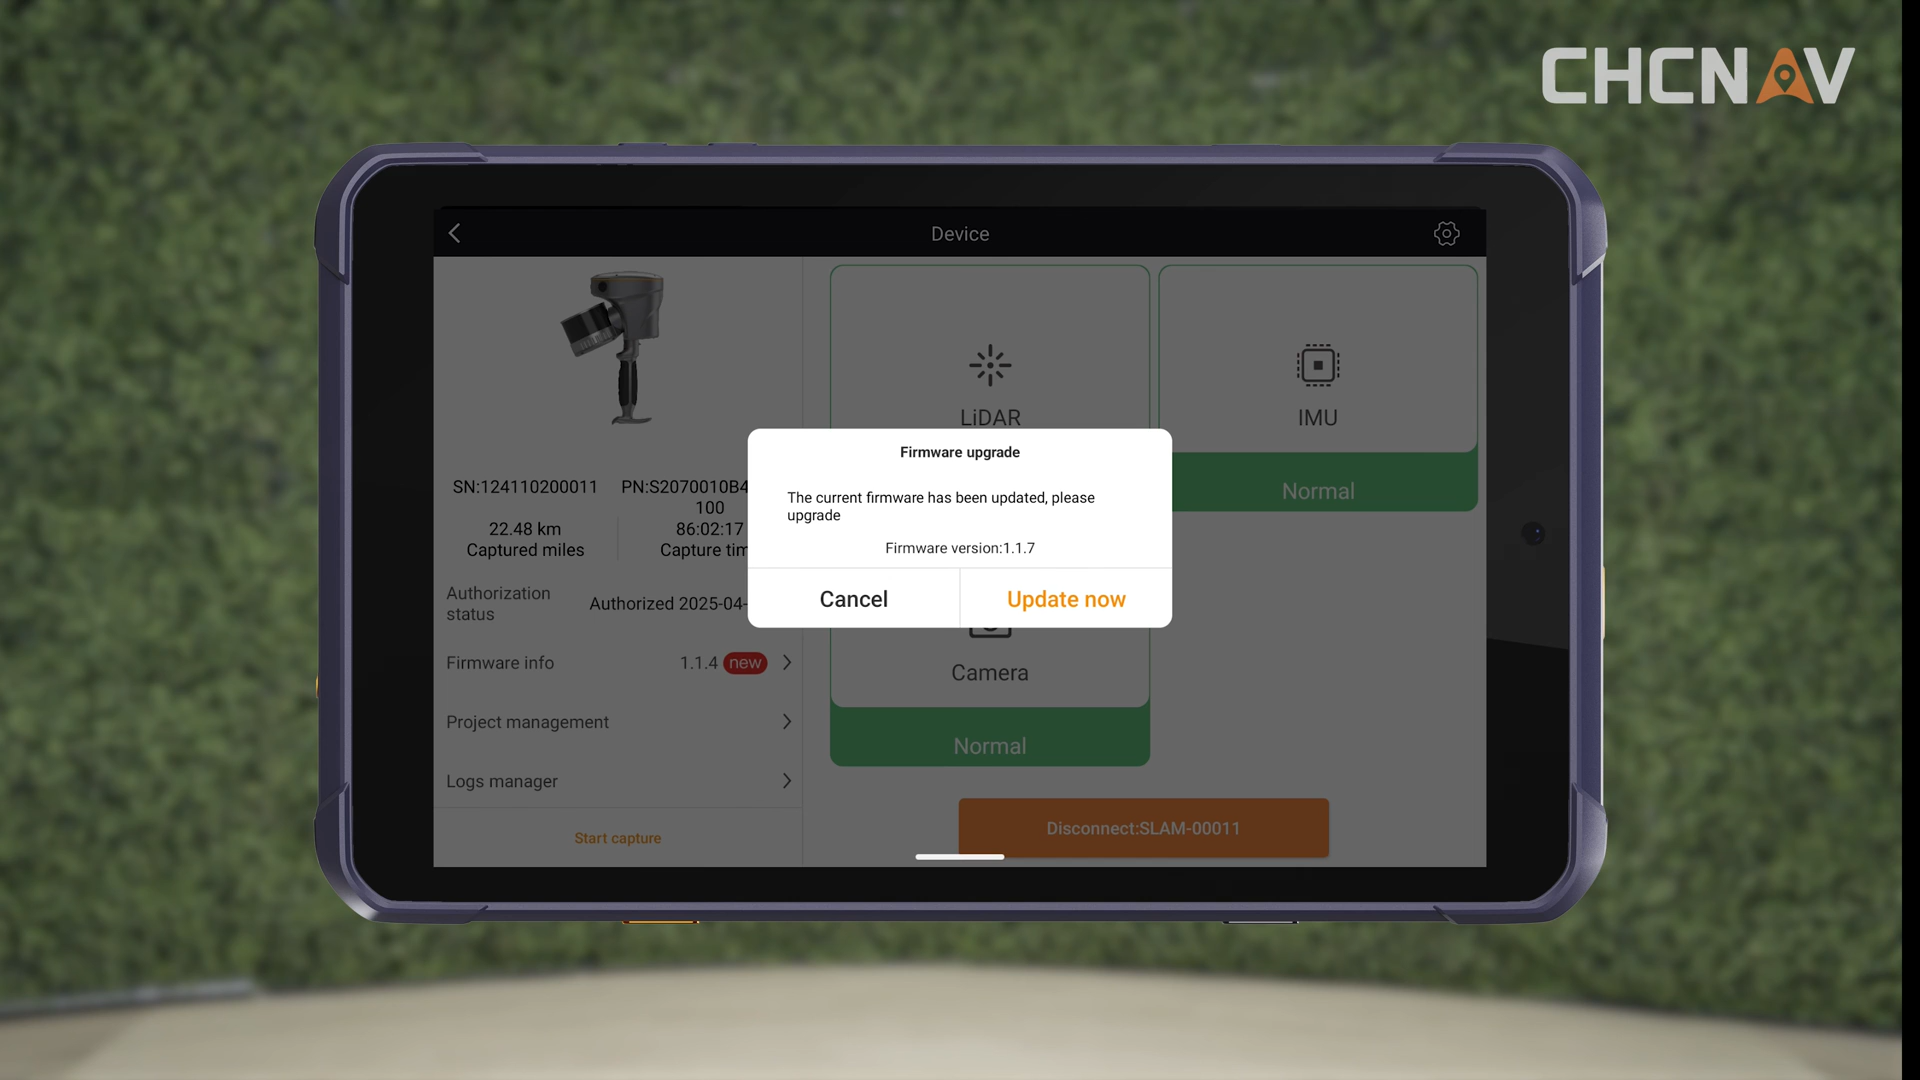 CHCNAV
Device
LiDAR
IMU
Normal
SN:124110200011
PN:S2070010B4
100
22.48 km
Captured miles
86:02:17
Capture tim
Firmware upgrade
The current firmware has been updated, please
upgrade
Firmware version:1.1.7
Cancel
Update now
Authorization
status
Authorized 2025-04-
Firmware info
1.1.4 new
Project management
Logs manager
Start capture
Camera
Normal
Disconnect:SLAM-00011